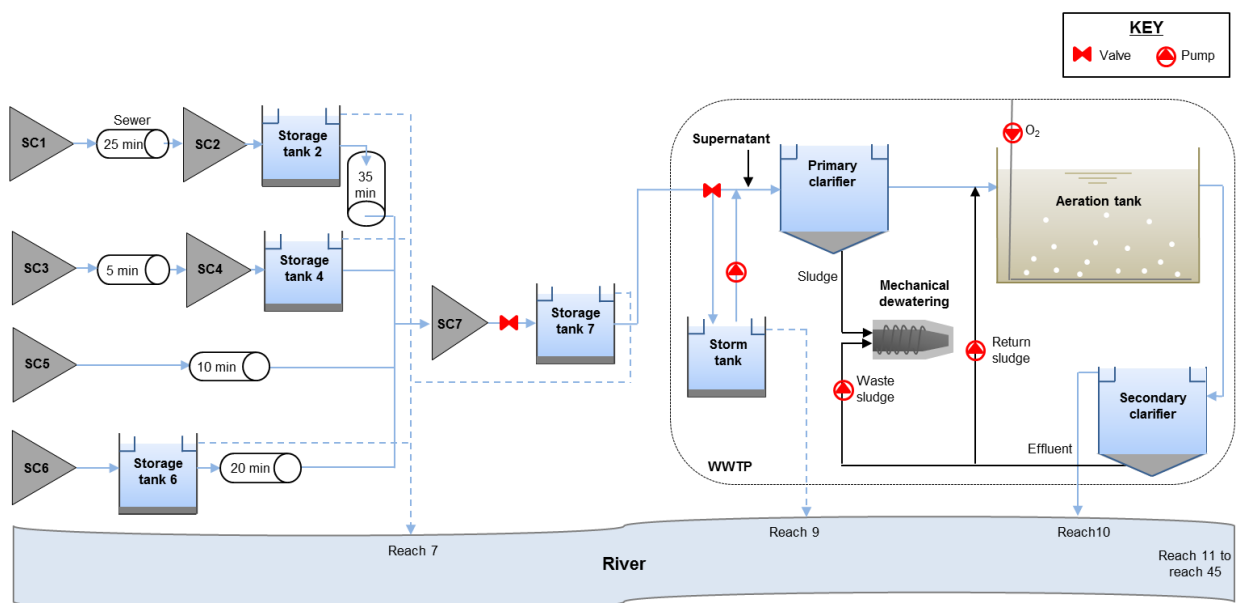 KEY
Valve
Pump
SC1
Sewer
25 min
SC2
Storage
tank 2
35
min
SC3
5 min
SC4
Storage
tank 4
SC5
10 min
SC6
Storage
tank 6
20 min
SC7
Storage
tank 7
Supernatant
Primary
clarifier
O2
Aeration tank
Sludge
Mechanical
dewatering
Storm
tank
Waste
sludge
Return
sludge
Secondary
clarifier
Effluent
WWTP
Reach 7
Reach 9
Reach10
River
Reach 11 to
reach 45